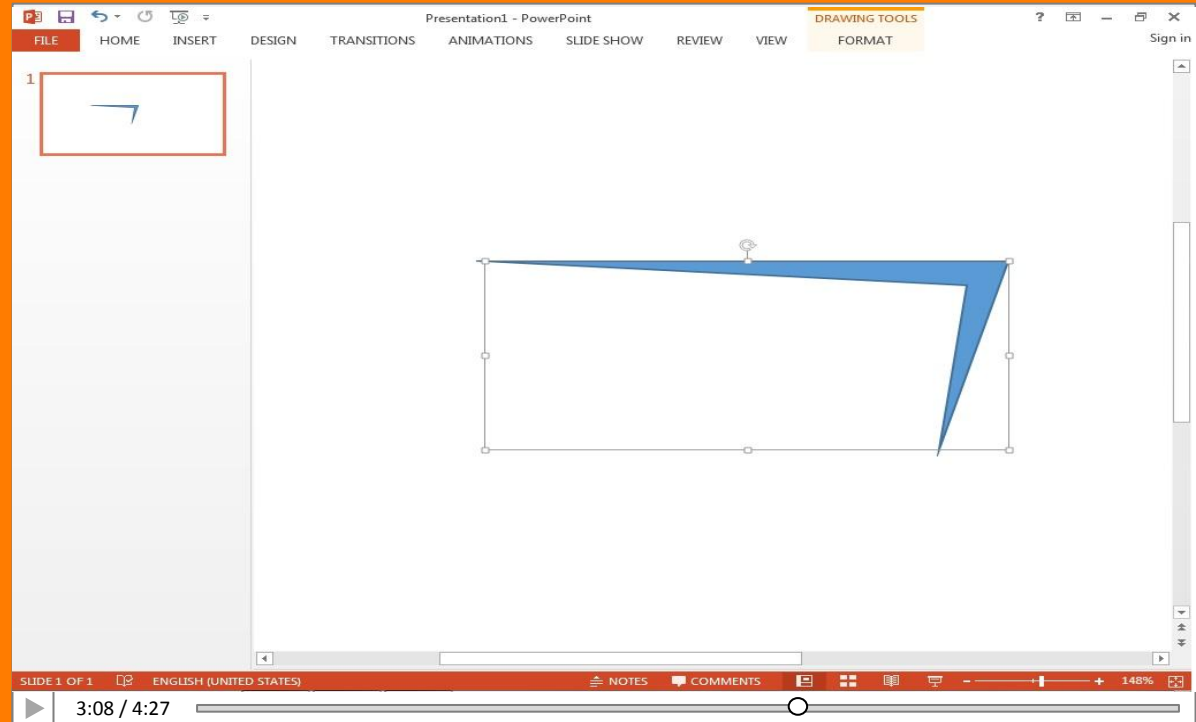 Presentation1 - PowerPoint
DRAWING TOOLS
?
FILE HOME INSERT DESIGN TRANSITIONS ANIMATIONS SLIDE SHOW REVIEW VIEW FORMAT Sign in
1
SLIDE 1 OF 1 ENGLISH (UNITED STATES) NOTES COMMENTS - + 148%
3:08 / 4:27